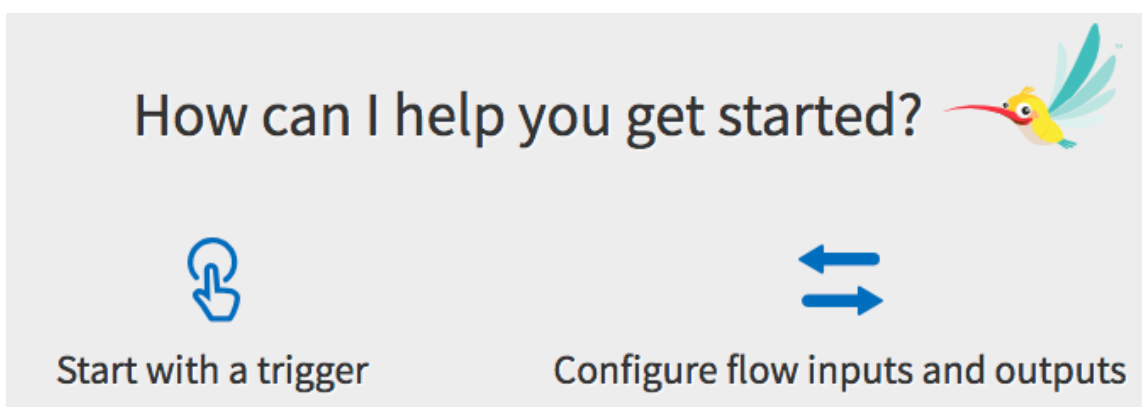 How can I help you get started?
Start with a trigger
Configure flow inputs and outputs